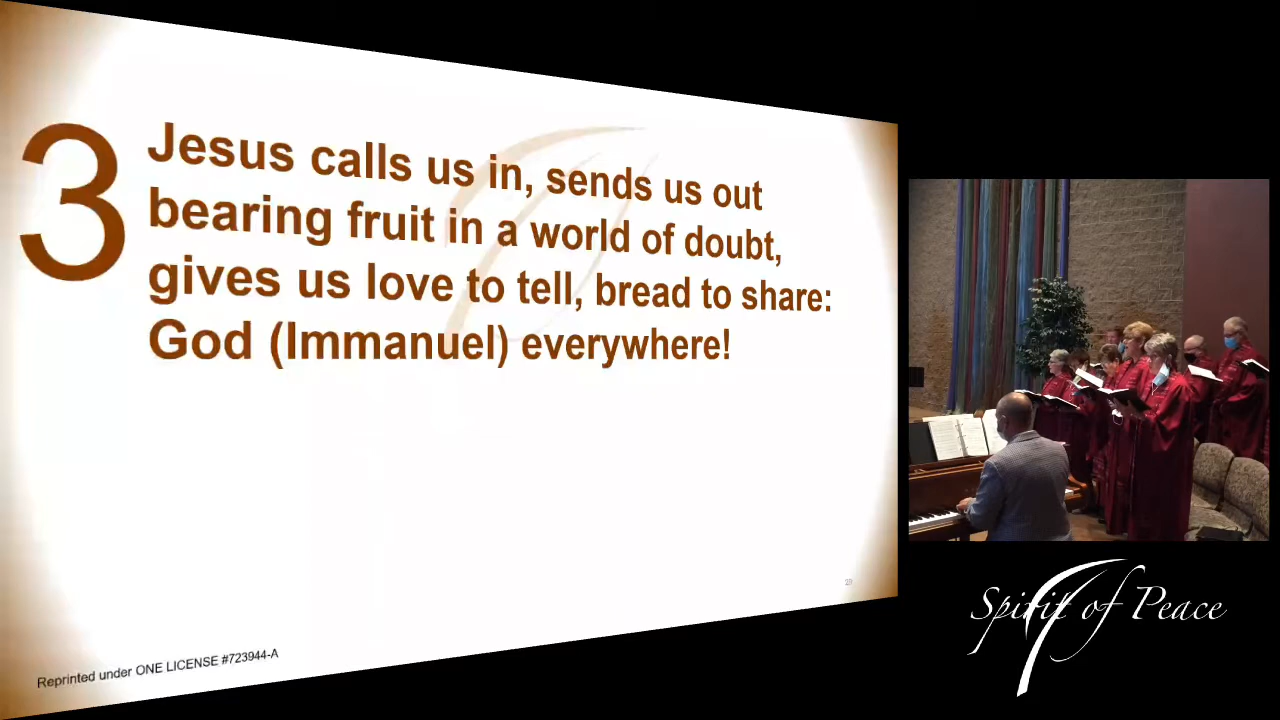 3
Jesus calls us in, sends us out
bearing fruit in a world of doubt,
gives us love to tell, bread to share:
God (Immanuel) everywhere!
29
Reprinted under ONE LICENSE #723944-A
Spirit of Peace